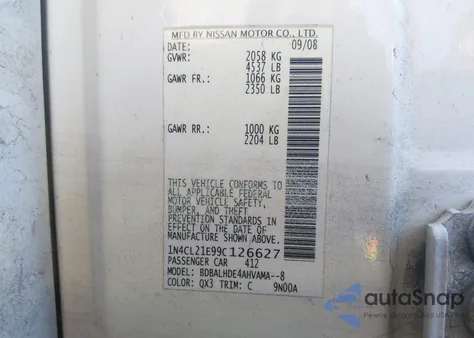 MFD BY NISSAN MOTOR CO., LTD.
DATE: 09/08
GVWR: 2058 KG
4537 LB
GAWR FR.: 1066 KG
2350 LB
GAWR RR.: 1000 KG
2204 LB
THIS VEHICLE CONFORMS TO
ALL APPLICABLE FEDERAL
MOTOR VEHICLE SAFETY,
BUMPER, AND THEFT
PREVENTION STANDARDS IN
EFFECT ON THE DATE OF
MANUFACTURE SHOWN ABOVE.
1N4CL21E99C126627
PASSENGER CAR 412
MODEL: BDBALHDE4AHVAMA--8
COLOR: QX3 TRIM: C 9N00A
autoSnap